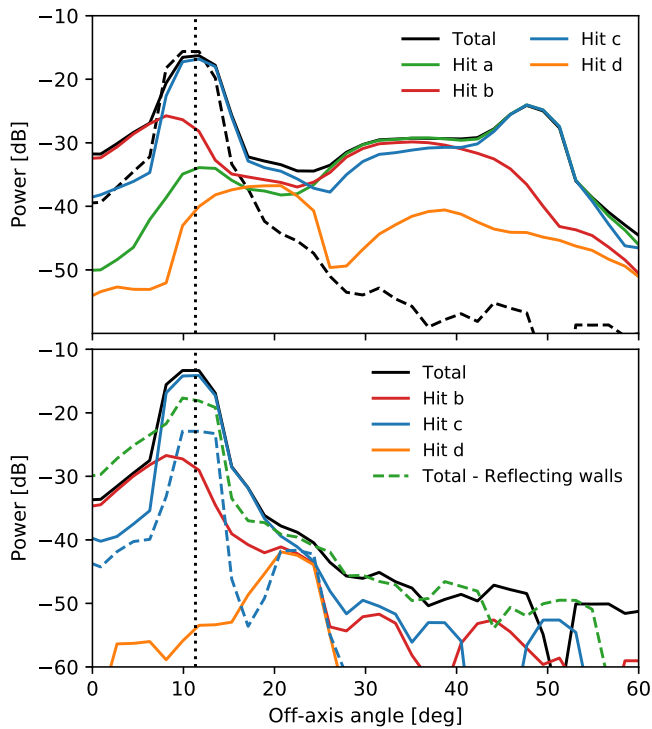 −10
−20
−30
−40
−50
Power [dB]
Total
Hit a
Hit b
Hit c
Hit d
−10
−20
−30
−40
−50
−60
Power [dB]
Total
Hit b
Hit c
Hit d
Total - Reflecting walls
0 10 20 30 40 50 60
Off-axis angle [deg]